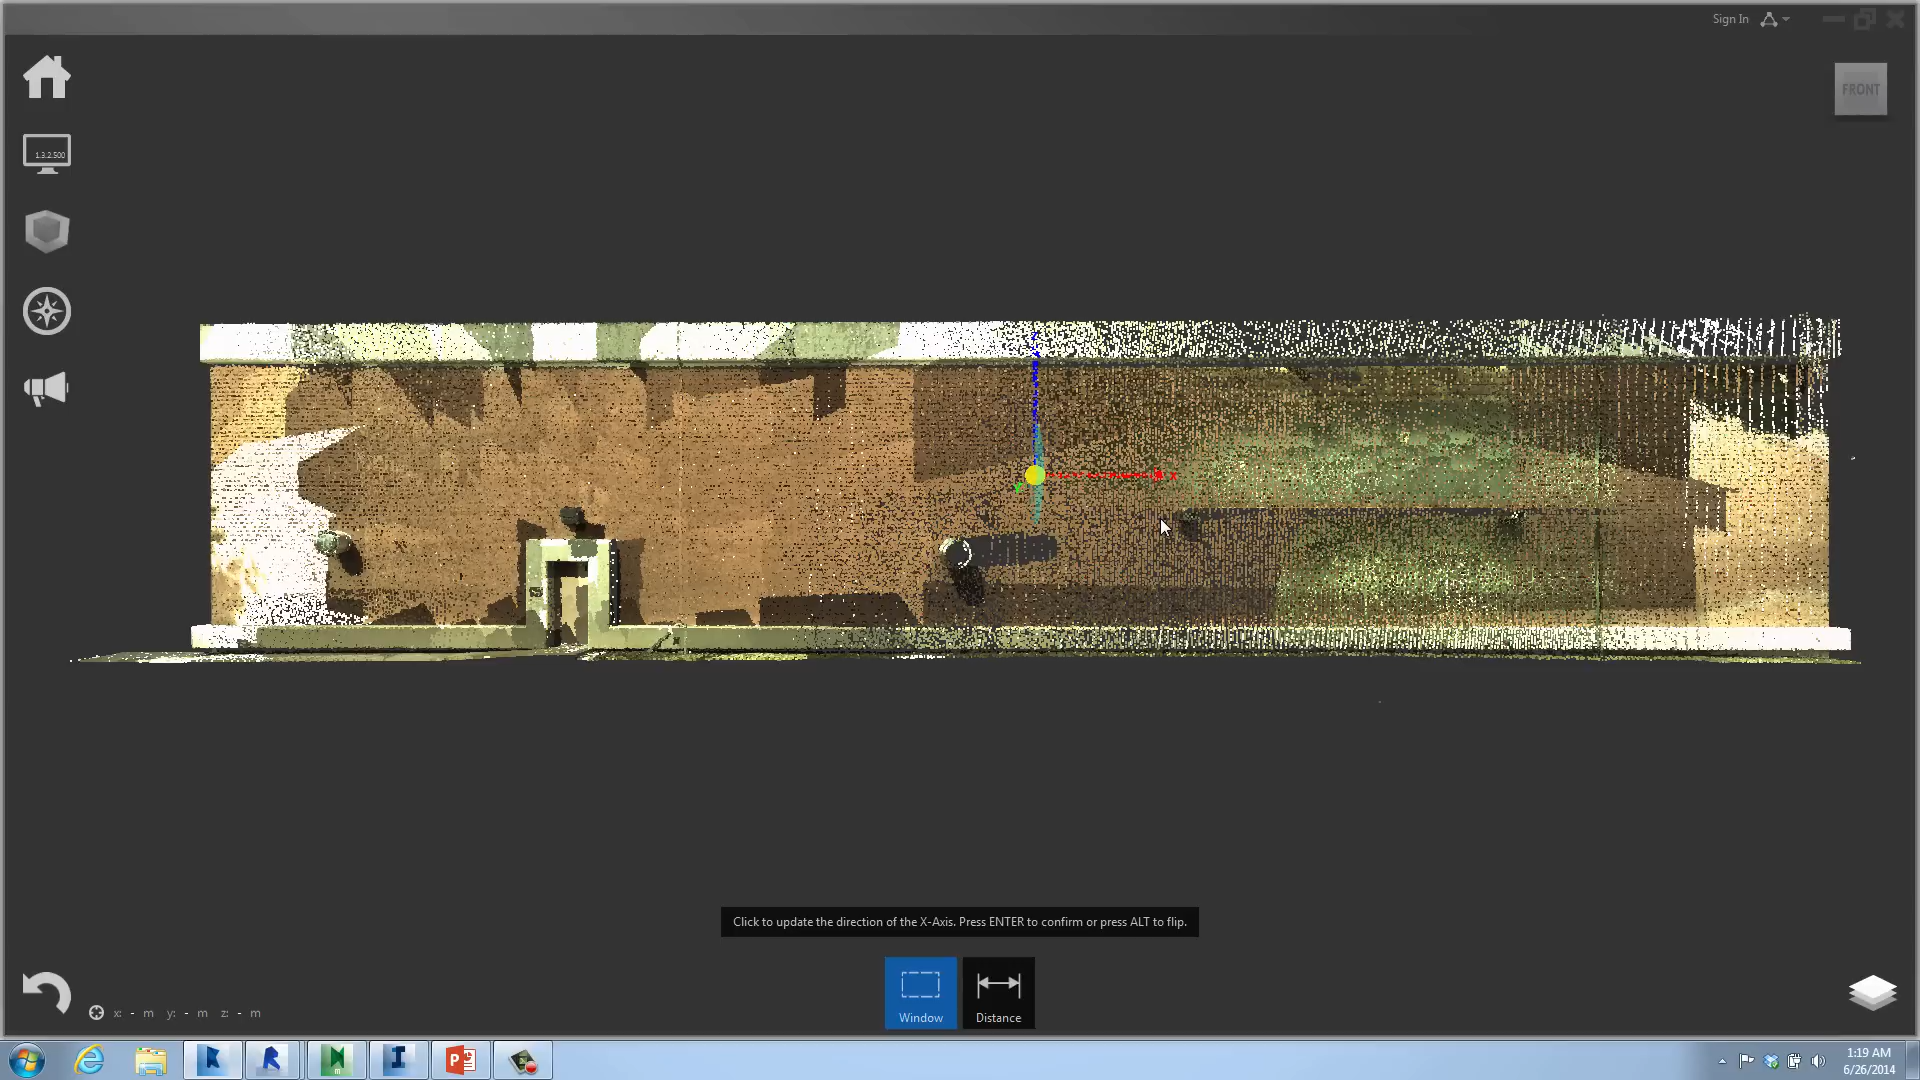 Sign In
FRONT
1.3.2.500
Z
X
Y
Click to update the direction of the X-Axis. Press ENTER to confirm or press ALT to flip.
Window
Distance
x: - m y: - m z: - m
1:19 AM
6/26/2014